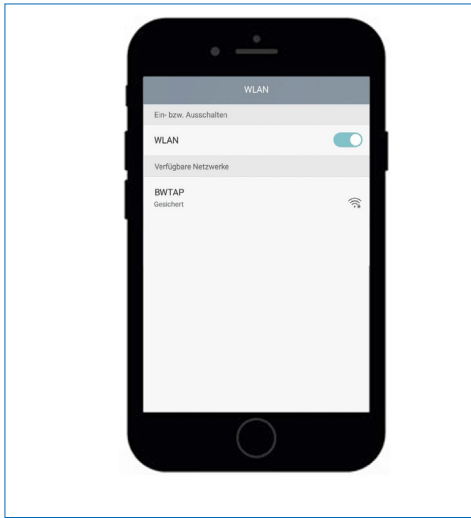 WLAN
Ein- bzw. Ausschalten
WLAN
Verfügbare Netzwerke
BWTAP
Gesichert